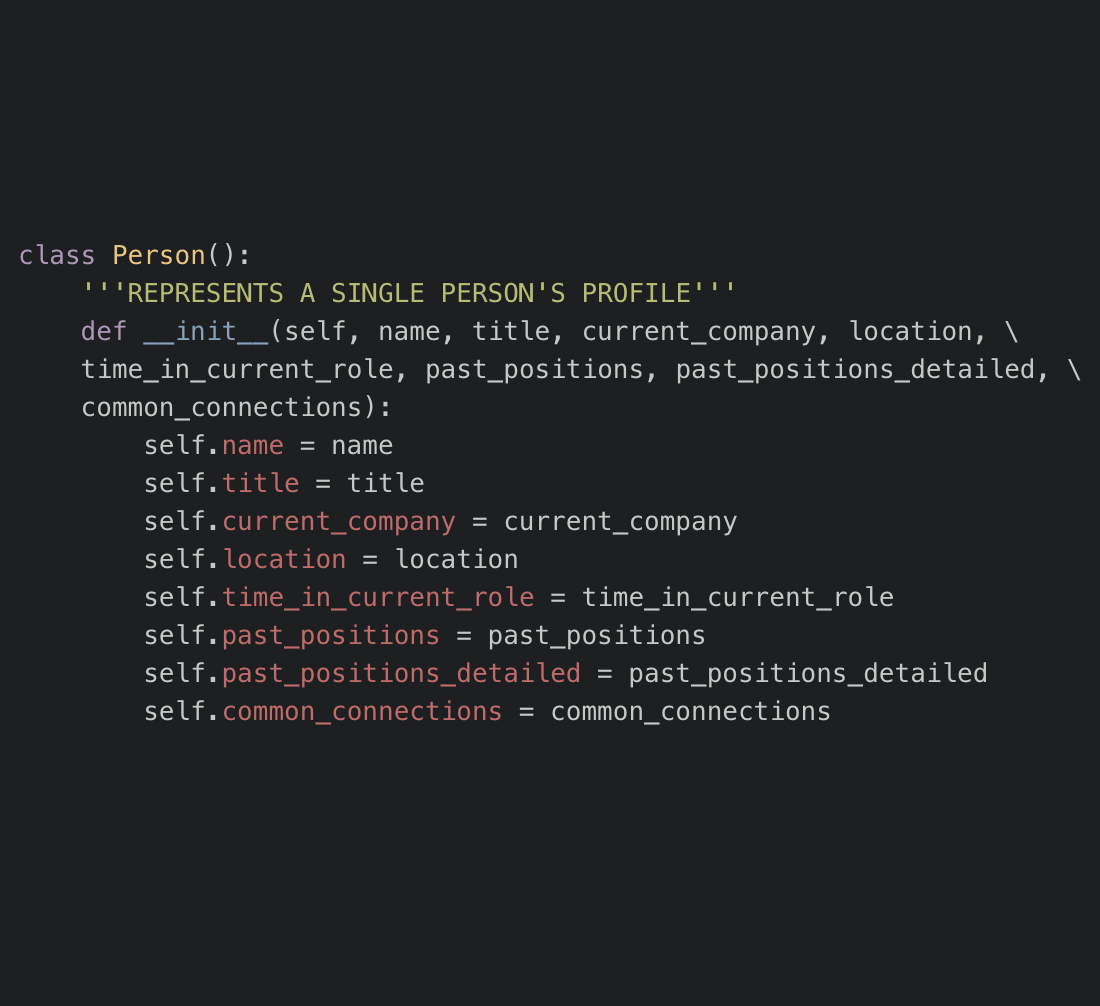 class Person():
    '''REPRESENTS A SINGLE PERSON'S PROFILE'''
    def __init__(self, name, title, current_company, location, \
    time_in_current_role, past_positions, past_positions_detailed, \
    common_connections):
        self.name = name
        self.title = title
        self.current_company = current_company
        self.location = location
        self.time_in_current_role = time_in_current_role
        self.past_positions = past_positions
        self.past_positions_detailed = past_positions_detailed
        self.common_connections = common_connections